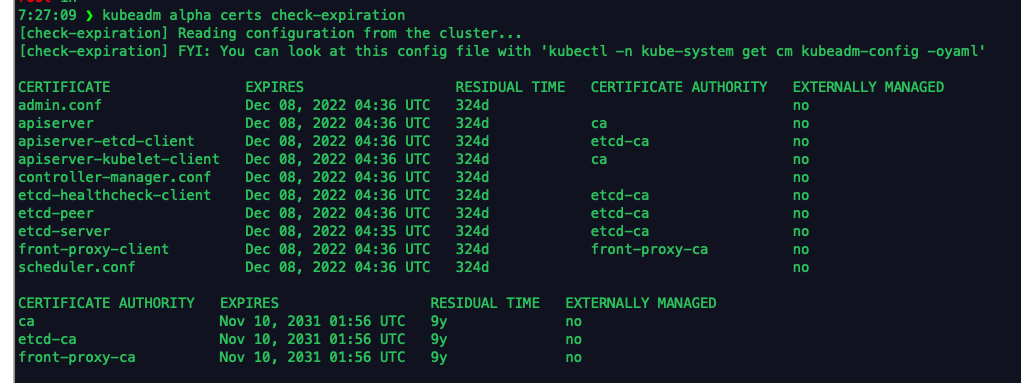 7:27:09 ❯ kubeadm alpha certs check-expiration
[check-expiration] Reading configuration from the cluster...
[check-expiration] FYI: You can look at this config file with 'kubectl -n kube-system get cm kubeadm-config -oyaml'
CERTIFICATE EXPIRES RESIDUAL TIME CERTIFICATE AUTHORITY EXTERNALLY MANAGED
admin.conf Dec 08, 2022 04:36 UTC 324d no
apiserver Dec 08, 2022 04:36 UTC 324d ca no
apiserver-etcd-client Dec 08, 2022 04:36 UTC 324d etcd-ca no
apiserver-kubelet-client Dec 08, 2022 04:36 UTC 324d ca no
controller-manager.conf Dec 08, 2022 04:36 UTC 324d no
etcd-healthcheck-client Dec 08, 2022 04:36 UTC 324d etcd-ca no
etcd-peer Dec 08, 2022 04:36 UTC 324d etcd-ca no
etcd-server Dec 08, 2022 04:35 UTC 324d etcd-ca no
front-proxy-client Dec 08, 2022 04:36 UTC 324d front-proxy-ca no
scheduler.conf Dec 08, 2022 04:36 UTC 324d no
CERTIFICATE AUTHORITY EXPIRES RESIDUAL TIME EXTERNALLY MANAGED
ca Nov 10, 2031 01:56 UTC 9y no
etcd-ca Nov 10, 2031 01:56 UTC 9y no
front-proxy-ca Nov 10, 2031 01:56 UTC 9y no